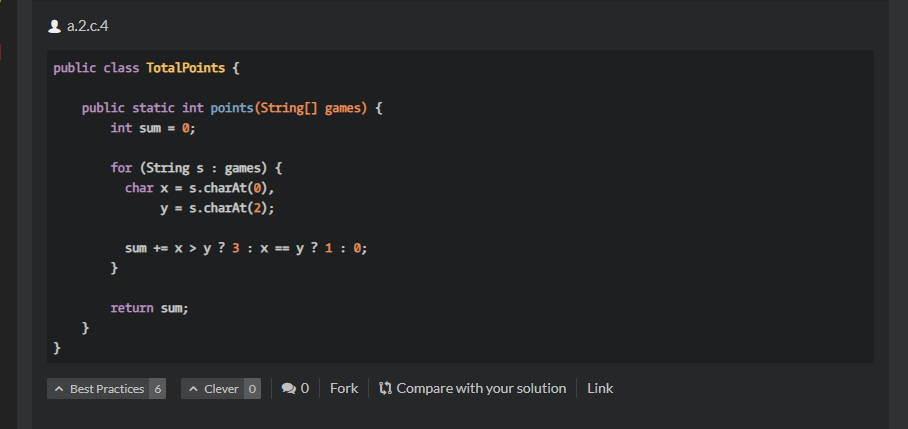 a.2.c.4
public class TotalPoints {
public static int points(String[] games) {
int sum = 0;
for (String s : games) {
char x = s.charAt(0),
y = s.charAt(2);
sum += x > y ? 3 : x == y ? 1 : 0;
}
return sum;
}
}
Best Practices 6 Clever 0 0 Fork Compare with your solution Link